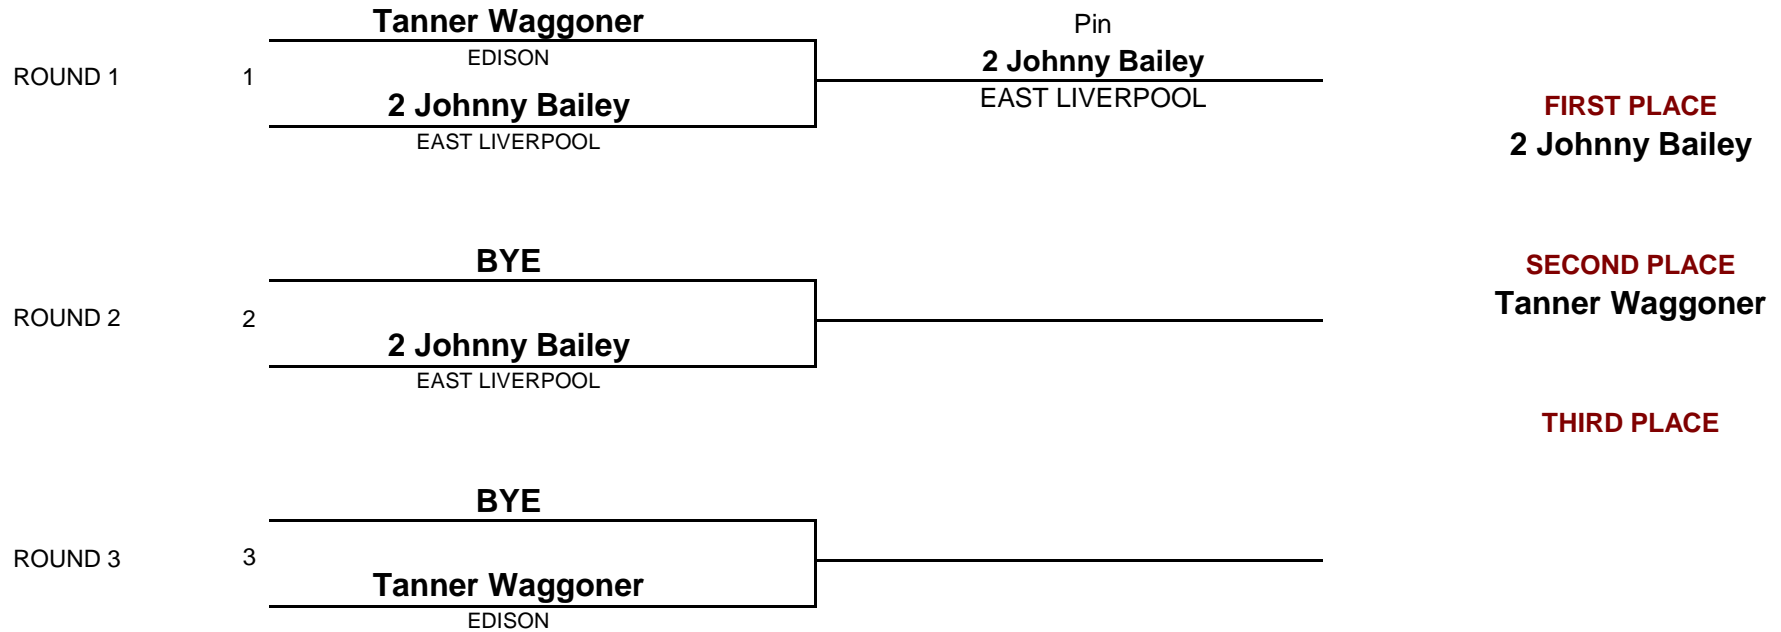 Tanner Waggoner
Pin
EDISON
2 Johnny Bailey
ROUND 1
1
2 Johnny Bailey
EAST LIVERPOOL
FIRST PLACE
EAST LIVERPOOL
2 Johnny Bailey
BYE
SECOND PLACE
Tanner Waggoner
ROUND 2
2
2 Johnny Bailey
EAST LIVERPOOL
THIRD PLACE
BYE
ROUND 3
3
Tanner Waggoner
EDISON